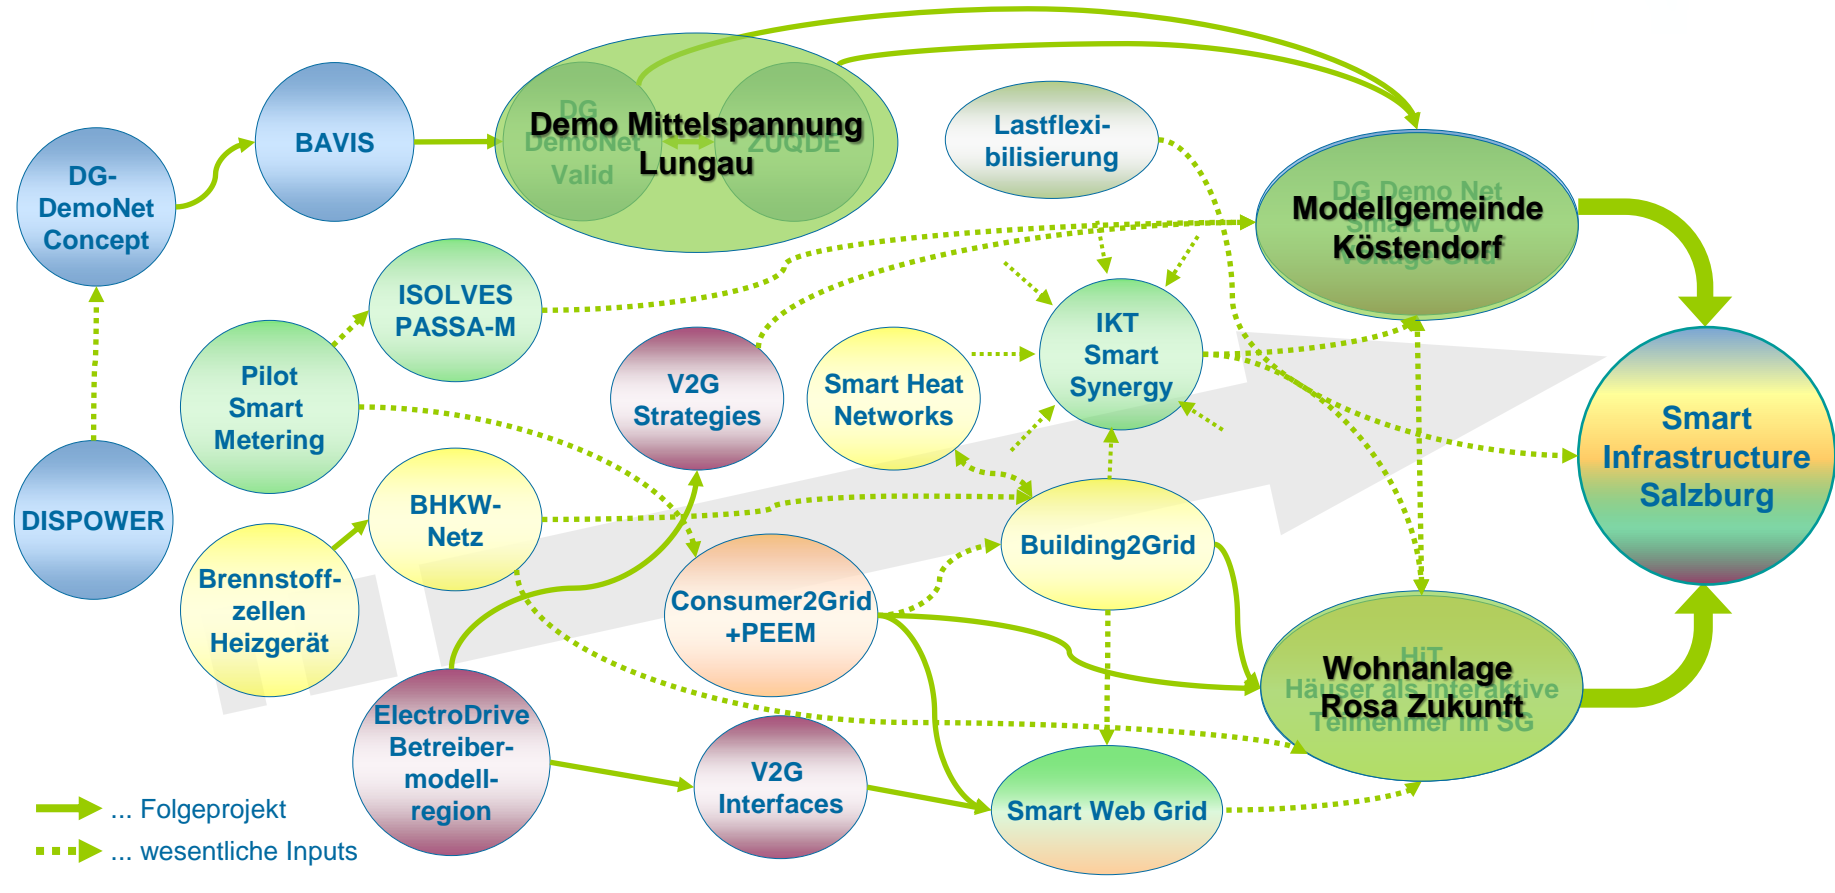 DG-
DemoNet
Concept
BAVIS
DG
DemoNet
Valid
ZUQDE
Demo Mittelspannung
Lungau
Lastflexi-
bilisierung
DG Demo Net
Smart Low
Voltage Grid
Modellgemeinde
Köstendorf
ISOLVES
PASSA-M
Pilot
Smart
Metering
V2G
Strategies
Smart Heat
Networks
IKT
Smart
Synergy
Smart
Infrastructure
Salzburg
DISPOWER
BHKW-
Netz
Building2Grid
Brennstoff-
zellen
Heizgerät
Consumer2Grid
+PEEM
HiT
Häuser als interaktive
Teilnehmer im SG
Wohnanlage
Rosa Zukunft
ElectroDrive
Betreiber-
modell-
region
V2G
Interfaces
Smart Web Grid
... Folgeprojekt
... wesentliche Inputs